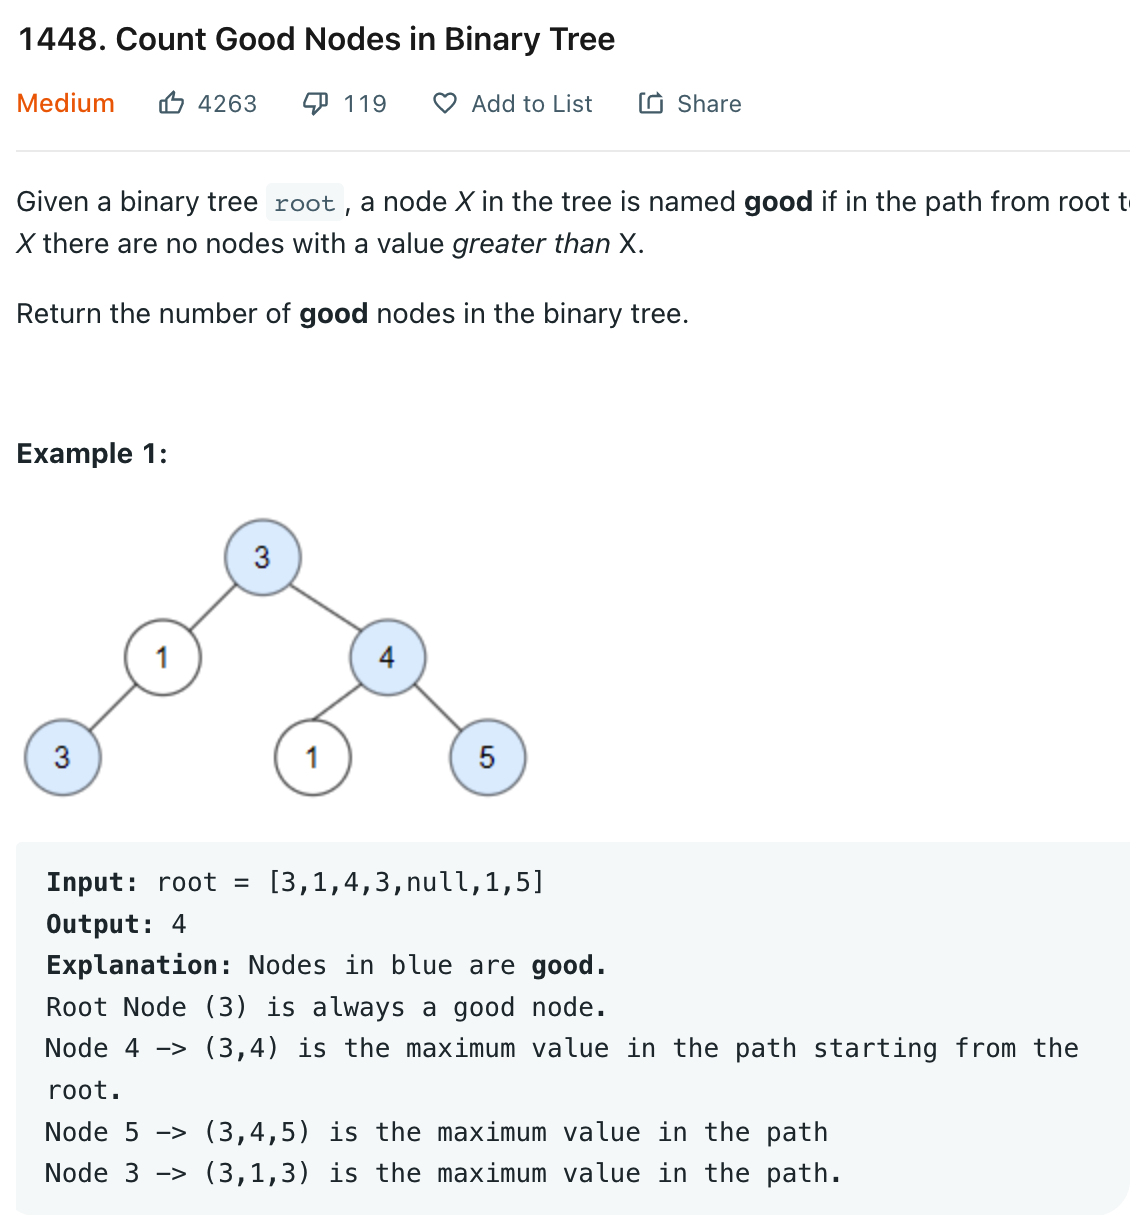 1448. Count Good Nodes in Binary Tree
Medium 4263 119 Add to List Share
Given a binary tree root, a node X in the tree is named good if in the path from root
X there are no nodes with a value greater than X.
Return the number of good nodes in the binary tree.
Example 1:
3
1 4
3 1 5
Input: root = [3,1,4,3,null,1,5]
Output: 4
Explanation: Nodes in blue are good.
Root Node (3) is always a good node.
Node 4 -> (3,4) is the maximum value in the path starting from the
root.
Node 5 -> (3,4,5) is the maximum value in the path
Node 3 -> (3,1,3) is the maximum value in the path.